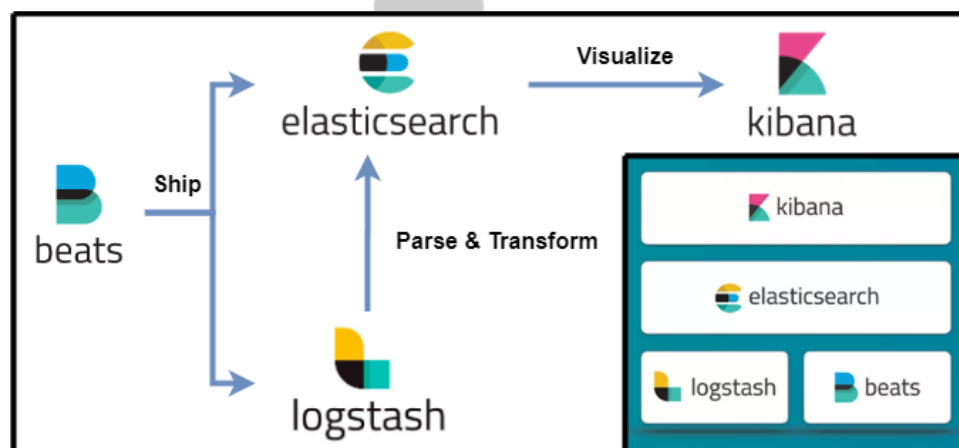 Visualize
elasticsearch
kibana
Ship
beats
Parse & Transform
logstash
kibana
elasticsearch
logstash
beats